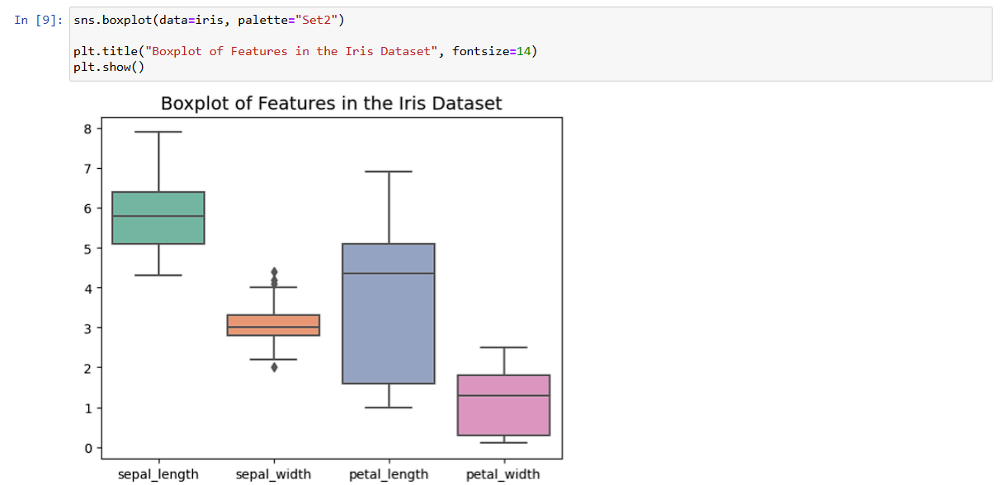 In [9]: sns.boxplot(data=iris, palette="Set2")
plt.title("Boxplot of Features in the Iris Dataset", fontsize=14)
plt.show()
Boxplot of Features in the Iris Dataset
8
7
6
5
4
3
2
1
0
sepal_length sepal_width petal_length petal_width